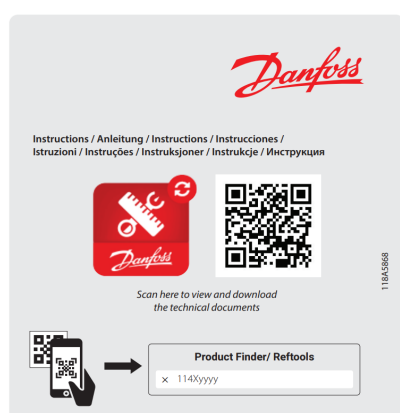 Danfoss
Instructions / Anleitung / Instructions / Instrucciones /
Istruzioni / Instruções / Instruksjoner / Instrukcje / Инструкция
Danfoss
118A5868
Scan here to view and download
the technical documents
Product Finder/ Reftools
× 114Xyyyy